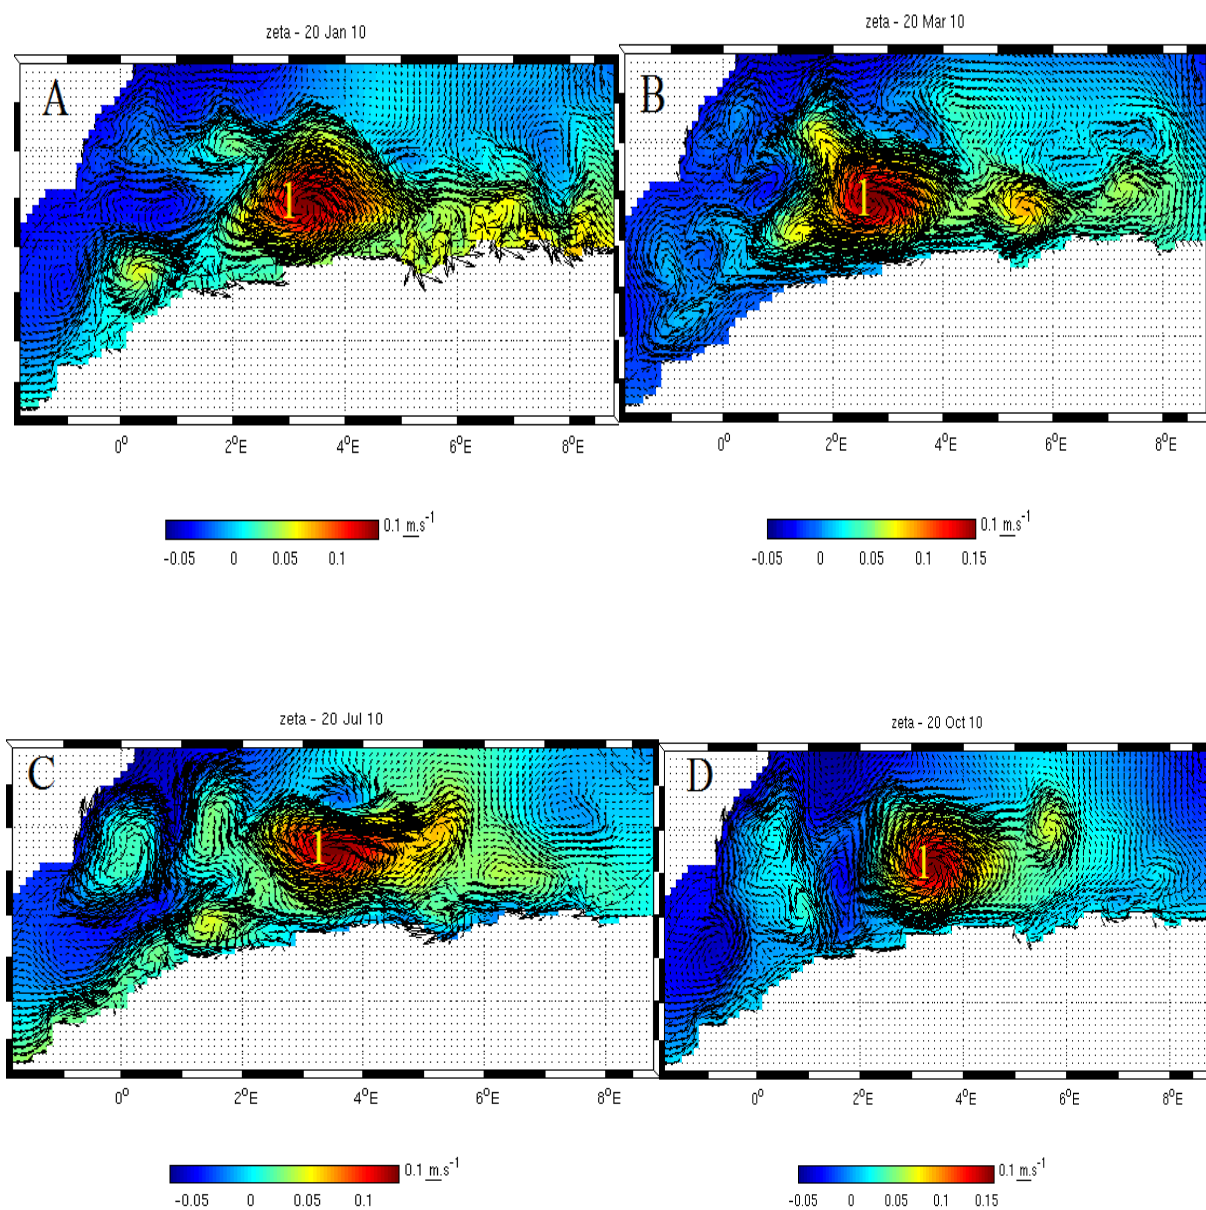 zeta - 20 Jan 10
A
1
0° 2°E 4°E 6°E 8°E
0.1 m.s-1
-0.05 0 0.05 0.1
zeta - 20 Mar 10
B
1
0° 2°E 4°E 6°E 8°E
0.1 m.s-1
-0.05 0 0.05 0.1 0.15
zeta - 20 Jul 10
C
1
0° 2°E 4°E 6°E 8°E
0.1 m.s-1
-0.05 0 0.05 0.1
zeta - 20 Oct 10
D
1
0° 2°E 4°E 6°E 8°E
0.1 m.s-1
-0.05 0 0.05 0.1 0.15